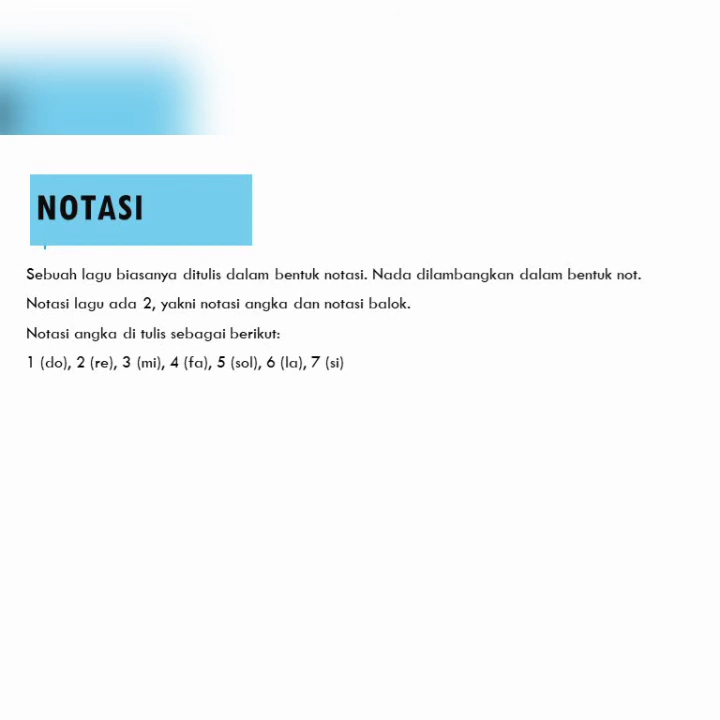 NOTASI
Sebuah lagu biasanya ditulis dalam bentuk notasi. Nada dilambangkan dalam bentuk not.
Notasi lagu ada 2, yakni notasi angka dan notasi balok.
Notasi angka di tulis sebagai berikut:
1 (do), 2 (re), 3 (mi), 4 (fa), 5 (sol), 6 (la), 7 (si)